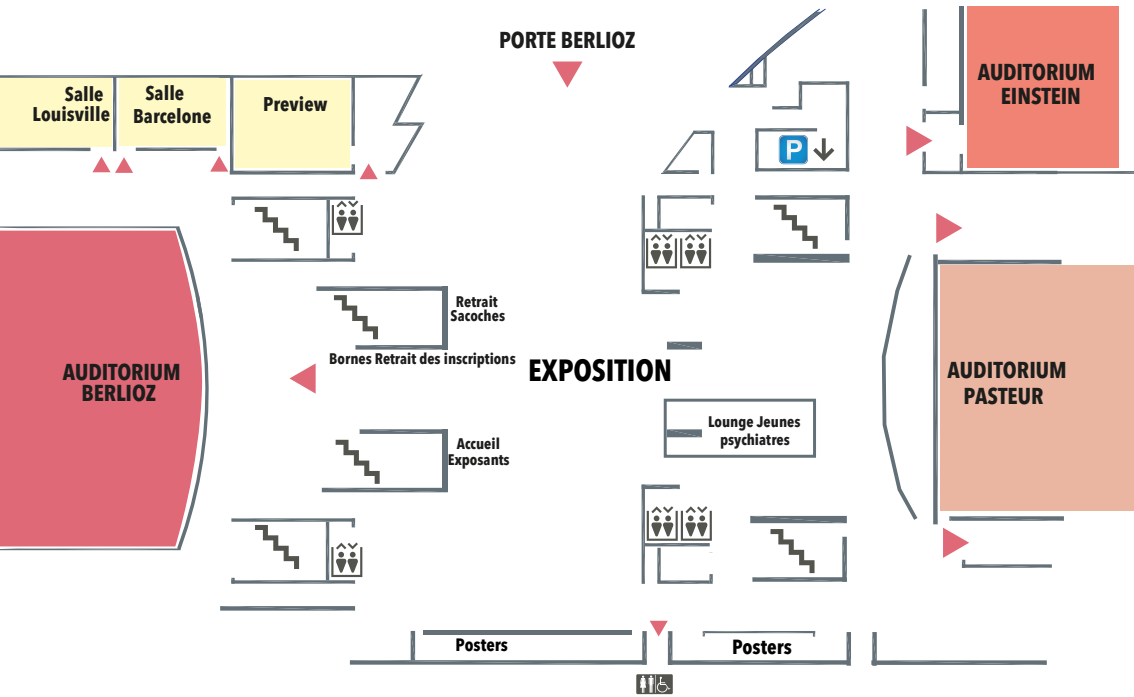 PORTE BERLIOZ
Salle
Louisville
Salle
Barcelone
Preview
AUDITORIUM
EINSTEIN
P
Retrait
Sacoches
Bornes Retrait des inscriptions
EXPOSITION
AUDITORIUM
BERLIOZ
AUDITORIUM
PASTEUR
Lounge Jeunes
psychiatres
Accueil
Exposants
Posters
Posters